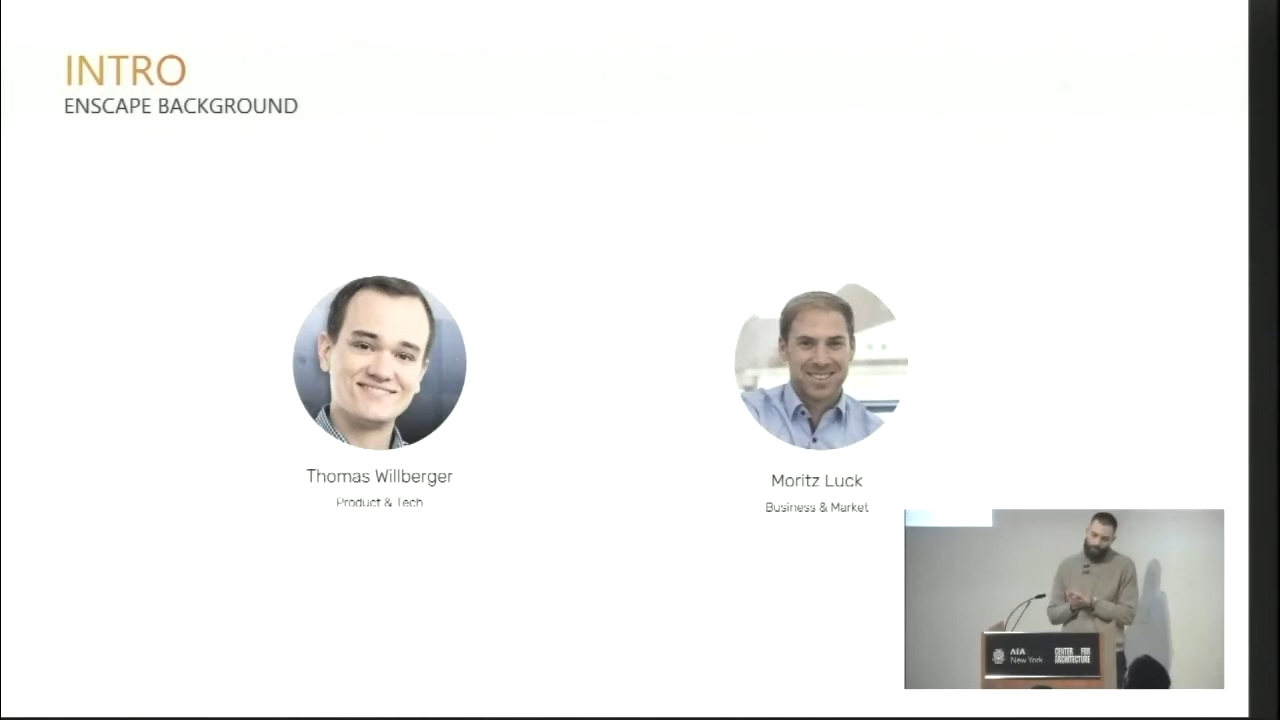 INTRO
ENSCAPE BACKGROUND
Thomas Willberger
Product & Tech
Moritz Luck
Business & Market
AIA
New York
CENTER FOR
ARCHITECTURE